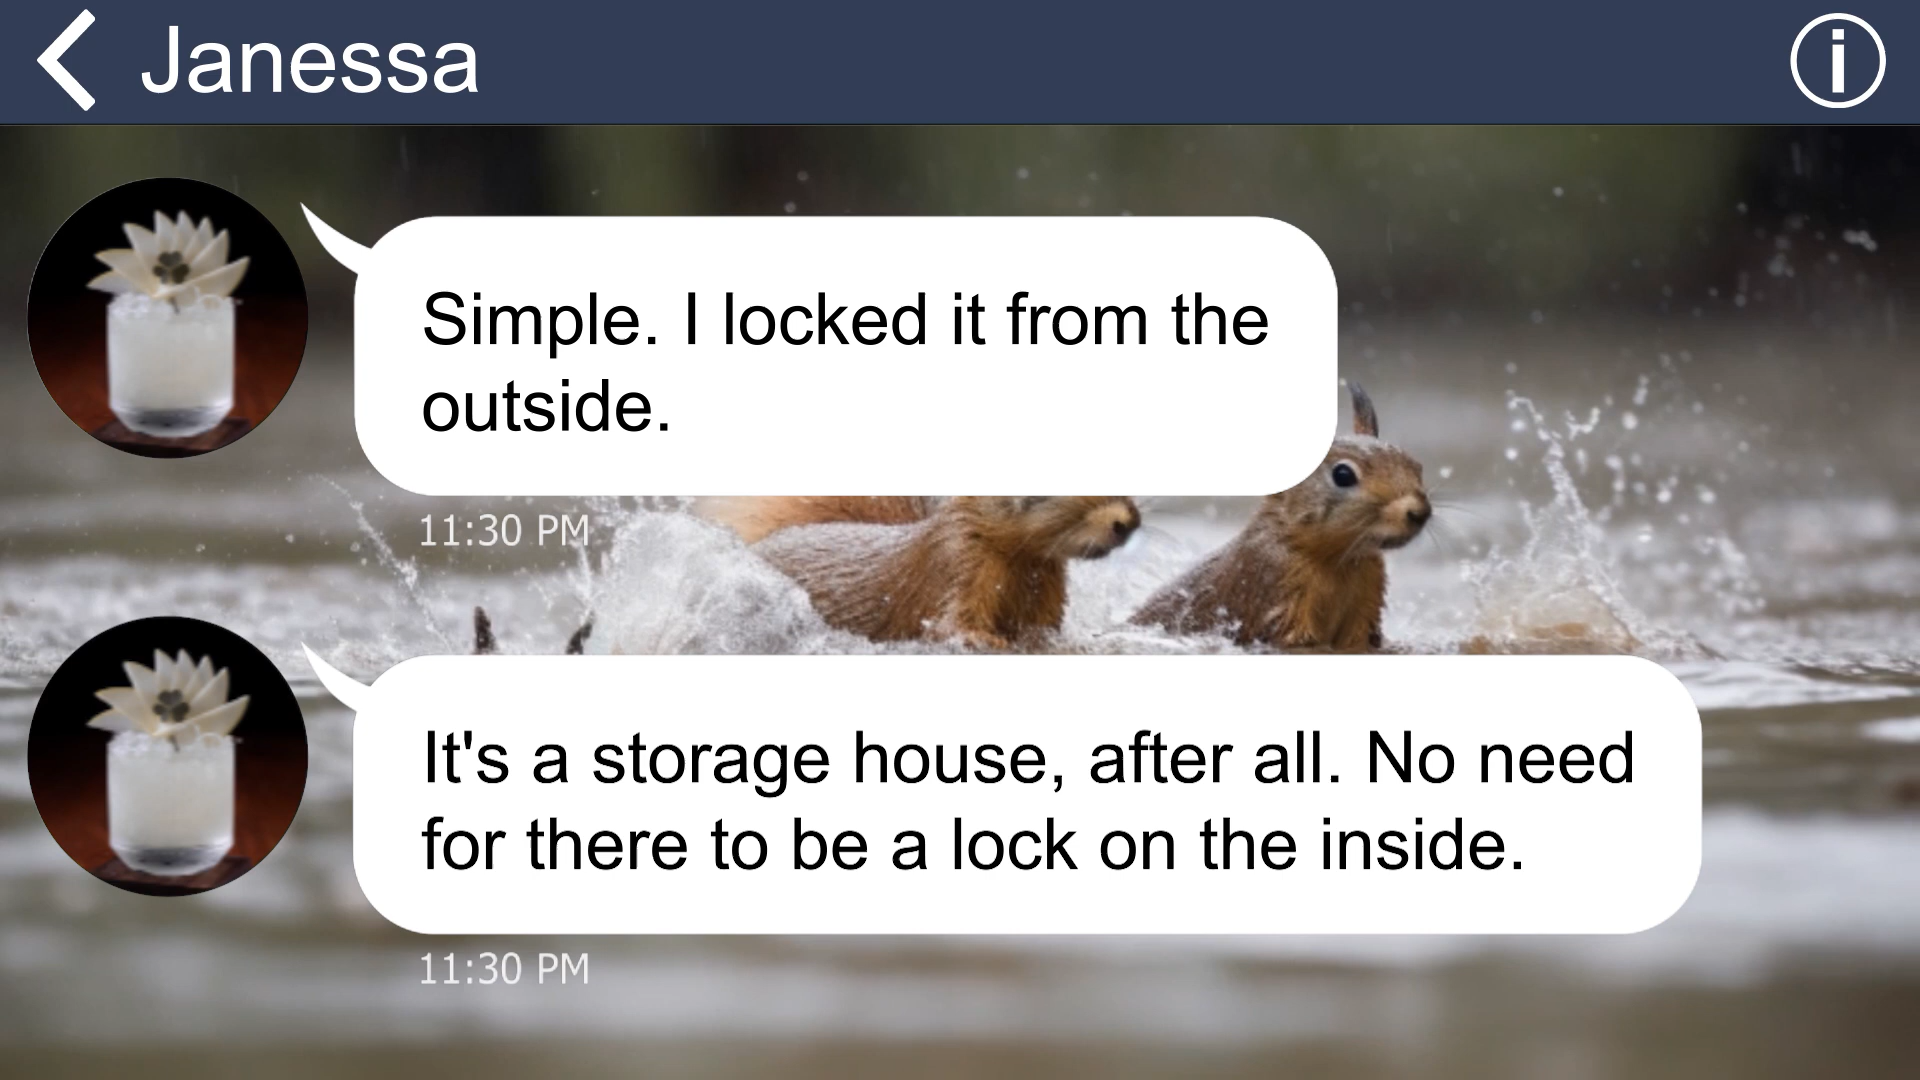 Janessa
Simple. I locked it from the
outside.
11:30 PM
It's a storage house, after all. No need
for there to be a lock on the inside.
11:30 PM